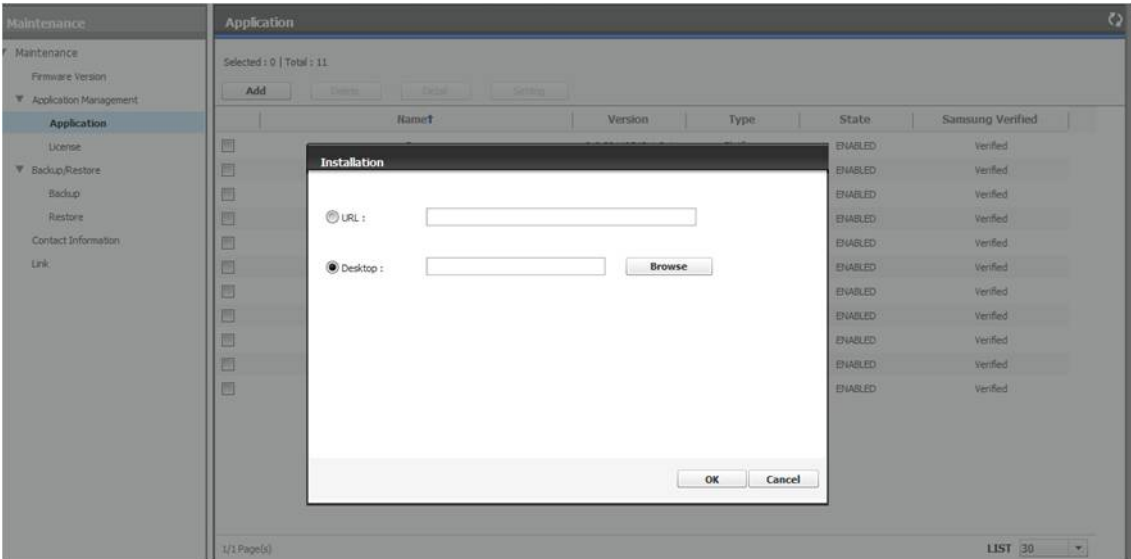 Maintenance
Maintenance
Firmware Version
Application Management
Application
License
Backup/Restore
Backup
Restore
Contact Information
Link
Application
Selected : 0 | Total : 11
Add Delete Detail Setting
Name Version Type State Samsung Verified
ENABLED Verified
ENABLED Verified
ENABLED Verified
ENABLED Verified
ENABLED Verified
ENABLED Verified
ENABLED Verified
ENABLED Verified
ENABLED Verified
ENABLED Verified
ENABLED Verified
Installation
URL :
Desktop : Browse
OK Cancel
1/1 Page(s) LIST 30